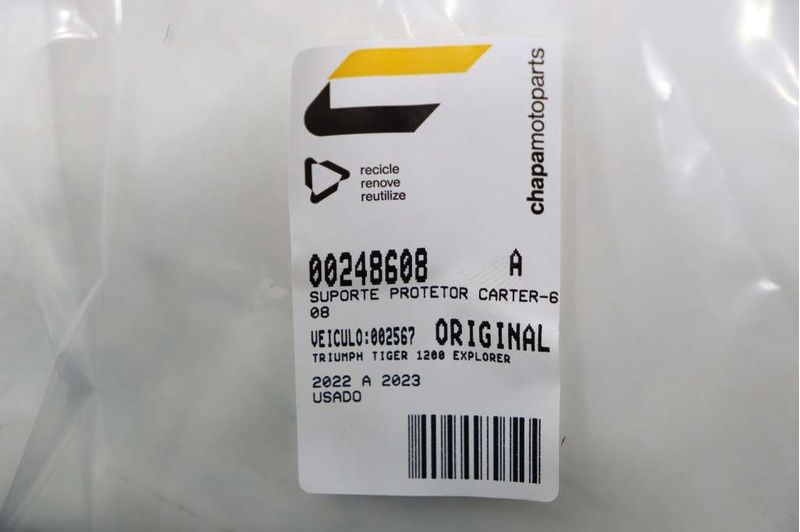 chapamotoparts
recicle
renove
reutilize
00248608 A
SUPORTE PROTETOR CARTER-6
08
VEICULO:002567 ORIGINAL
TRIUMPH TIGER 1200 EXPLORER
2022 A 2023
USADO